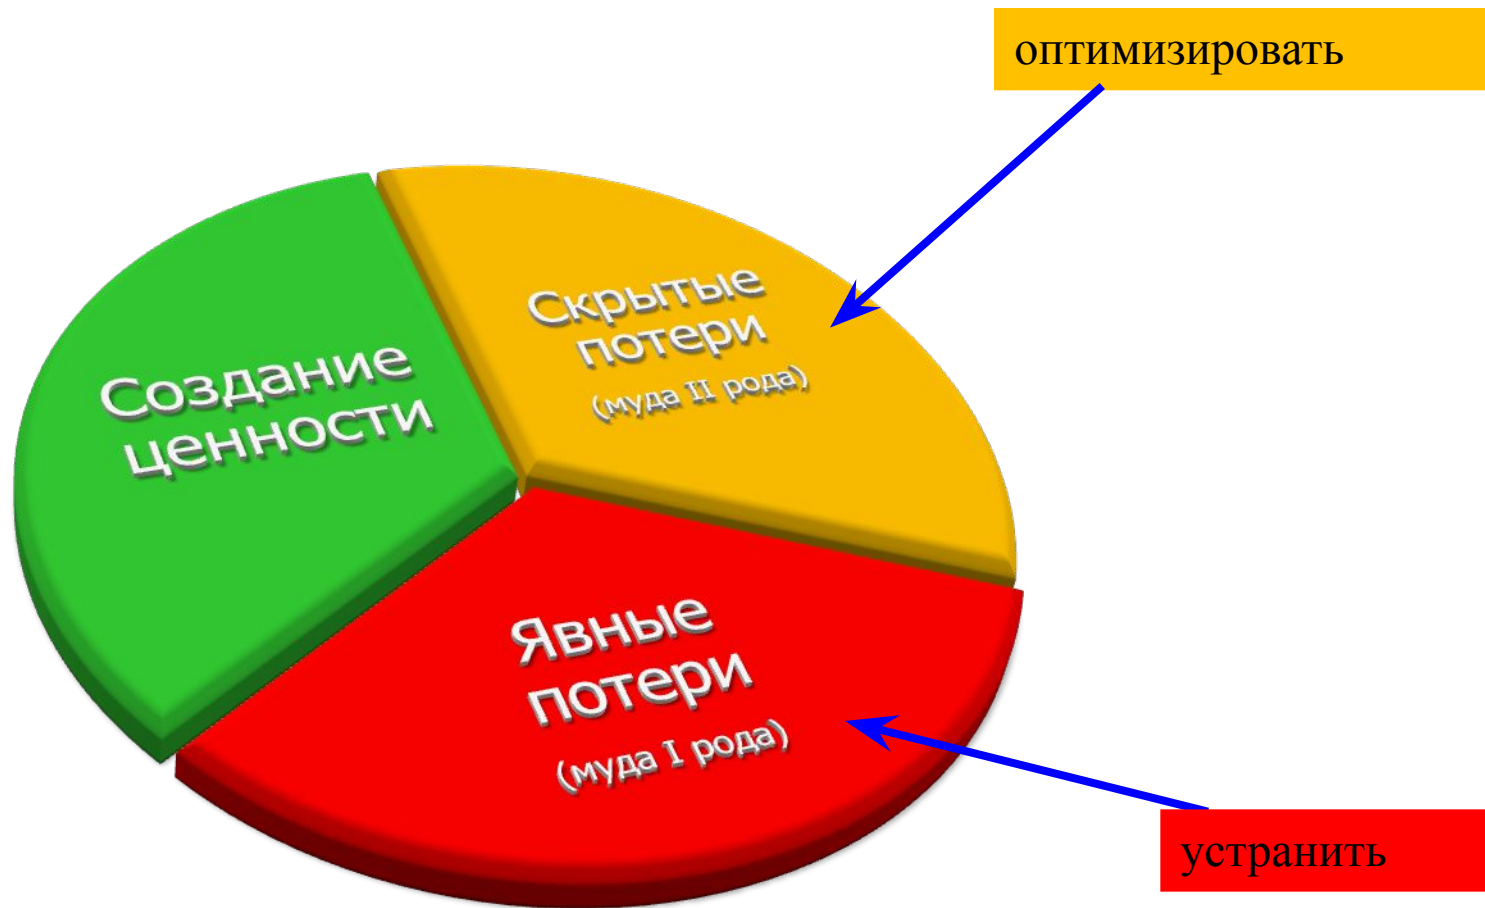 оптимизировать
Скрытые
потери
(муда II рода)
Создание
ценности
Явные
потери
(муда I рода)
устранить